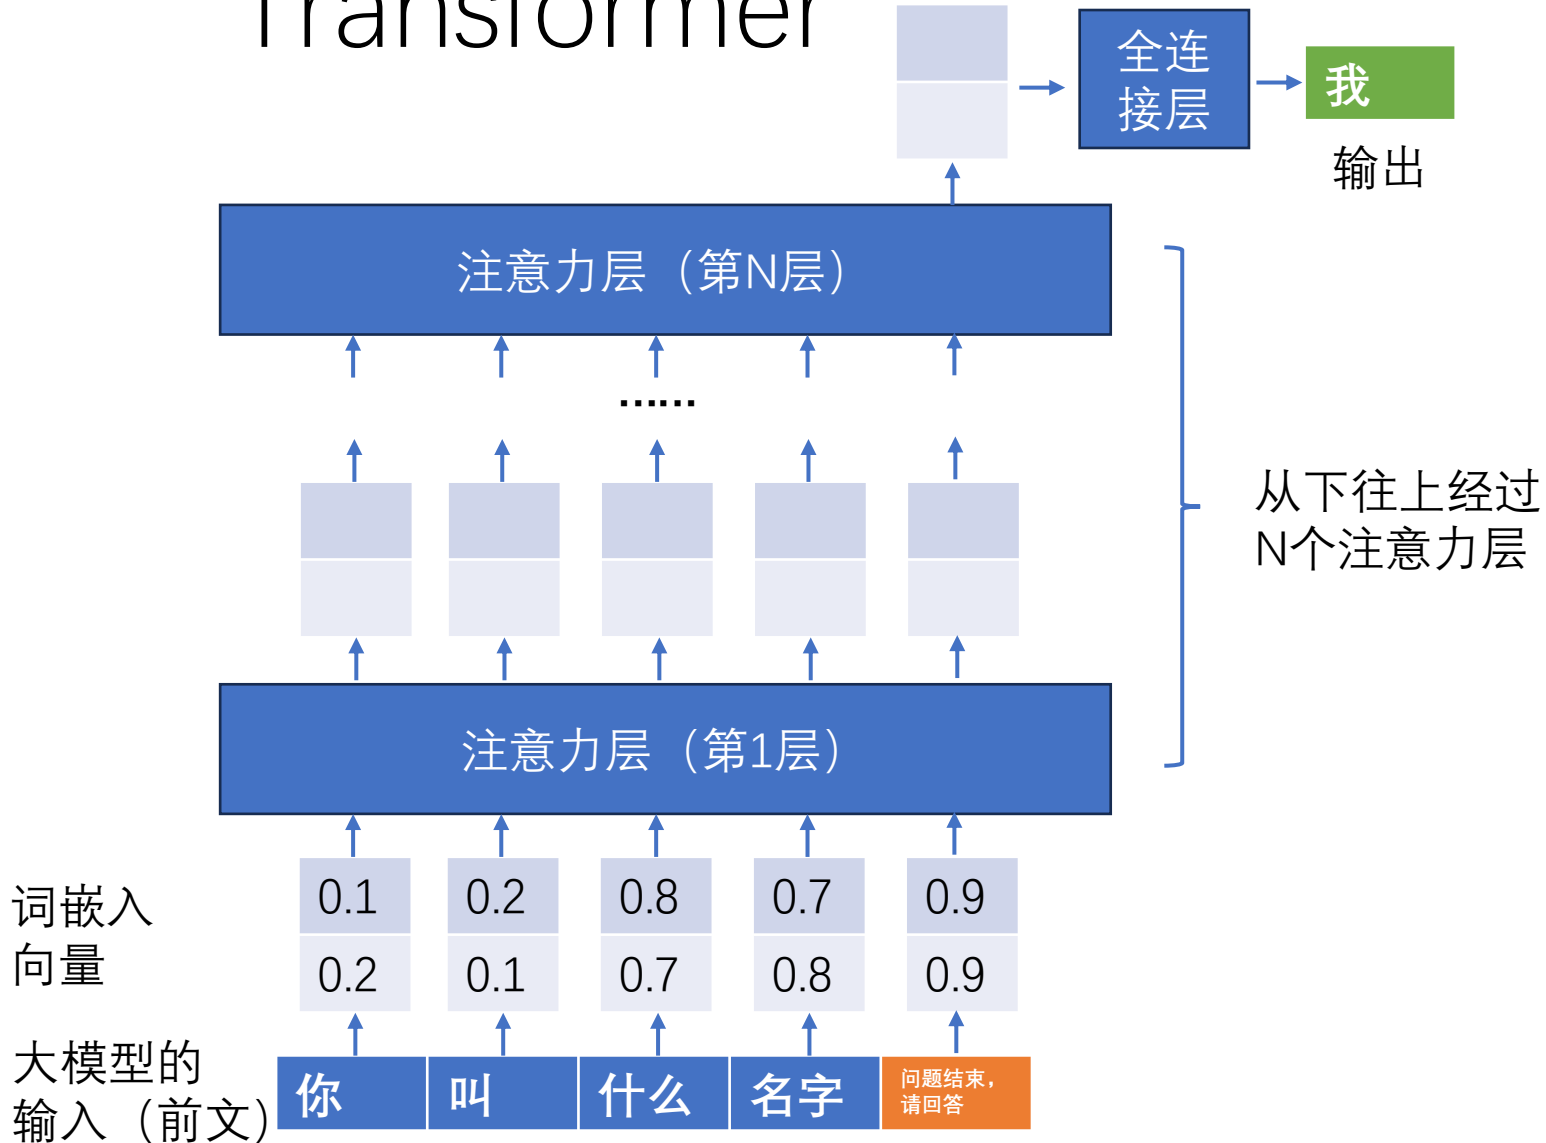 Transformer
全连
接层
我
输出
注意力层（第N层）
……
从下往上经过
N个注意力层
注意力层（第1层）
词嵌入
向量
0.1 0.2 0.8 0.7 0.9
0.2 0.1 0.7 0.8 0.9
大模型的
输入（前文）
你 叫 什么 名字
问题结束，
请回答